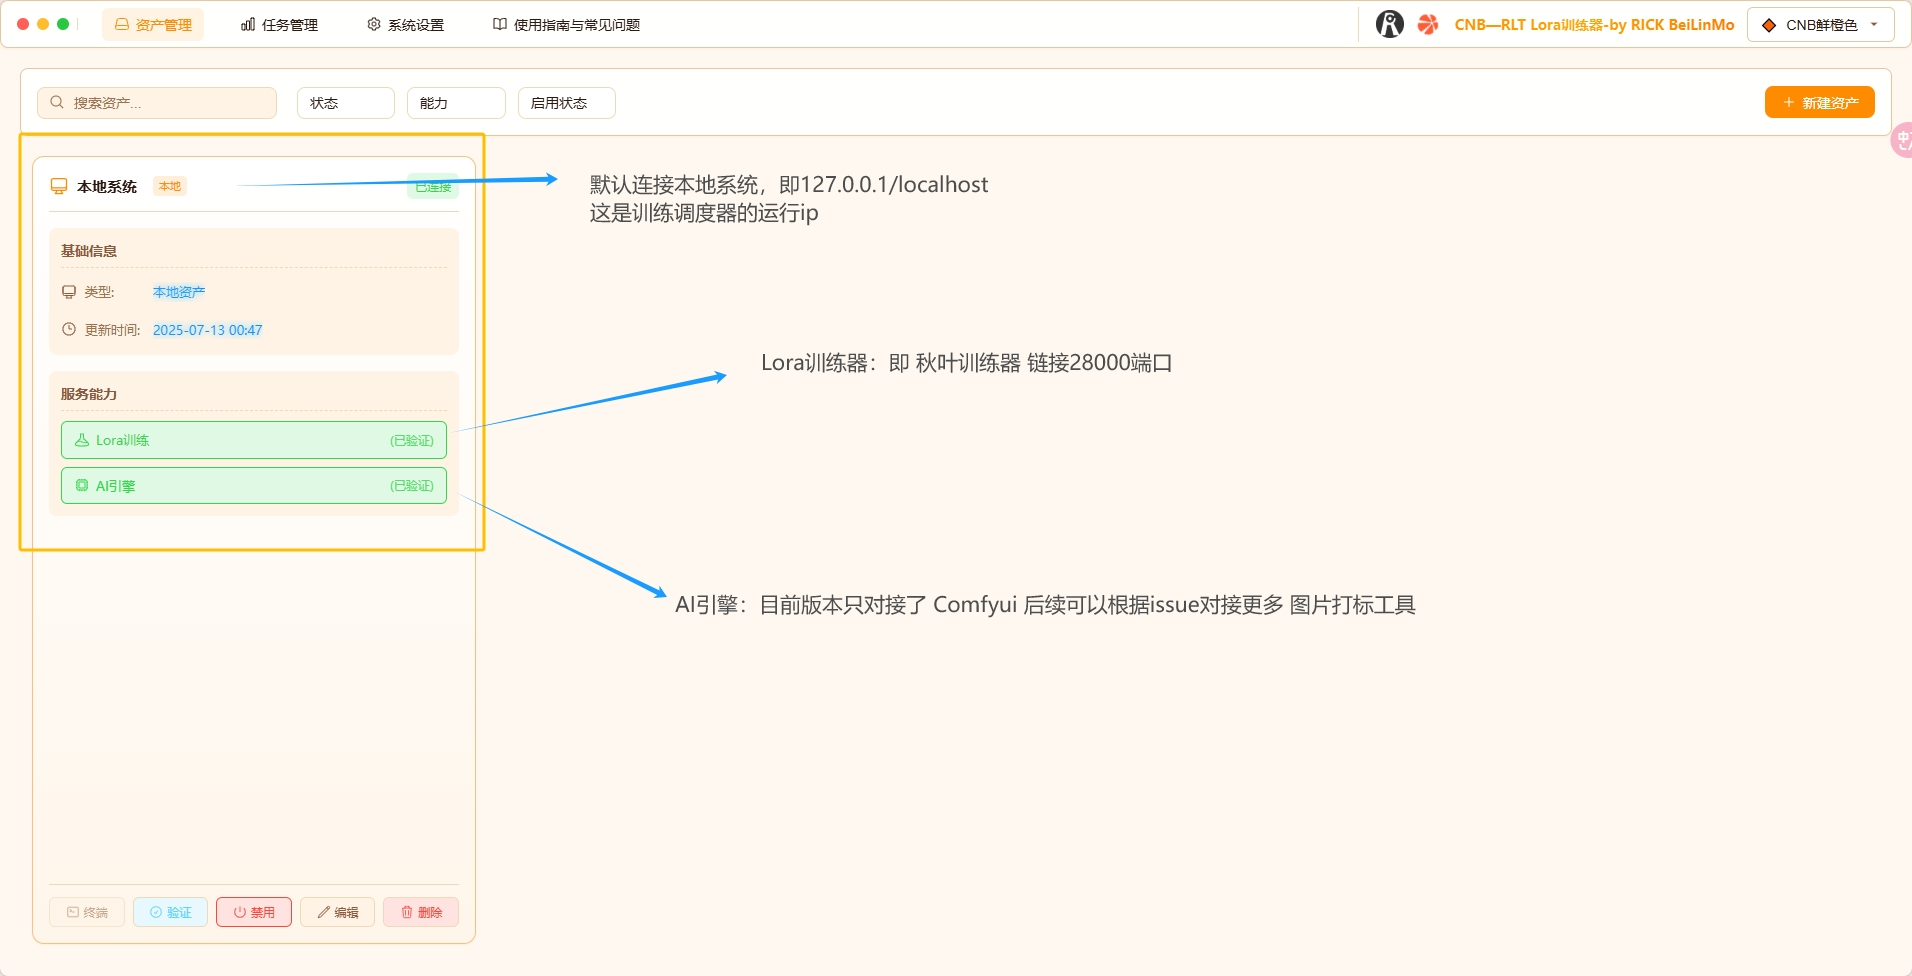 资产管理
任务管理
系统设置
使用指南与常见问题
CNB—RLT Lora训练器-by RICK BeiLinMo
CNB鲜橙色
搜索资产...
状态
能力
启用状态
+ 新建资产
本地系统
本地
已连接
默认连接本地系统，即127.0.0.1/localhost
这是训练调度器的运行ip
基础信息
类型:
本地资产
更新时间:
2025-07-13 00:47
Lora训练器：即 秋叶训练器 链接28000端口
服务能力
Lora训练
(已验证)
AI引擎
(已验证)
AI引擎：目前版本只对接了 Comfyui 后续可以根据issue对接更多 图片打标工具
终端
验证
禁用
编辑
删除